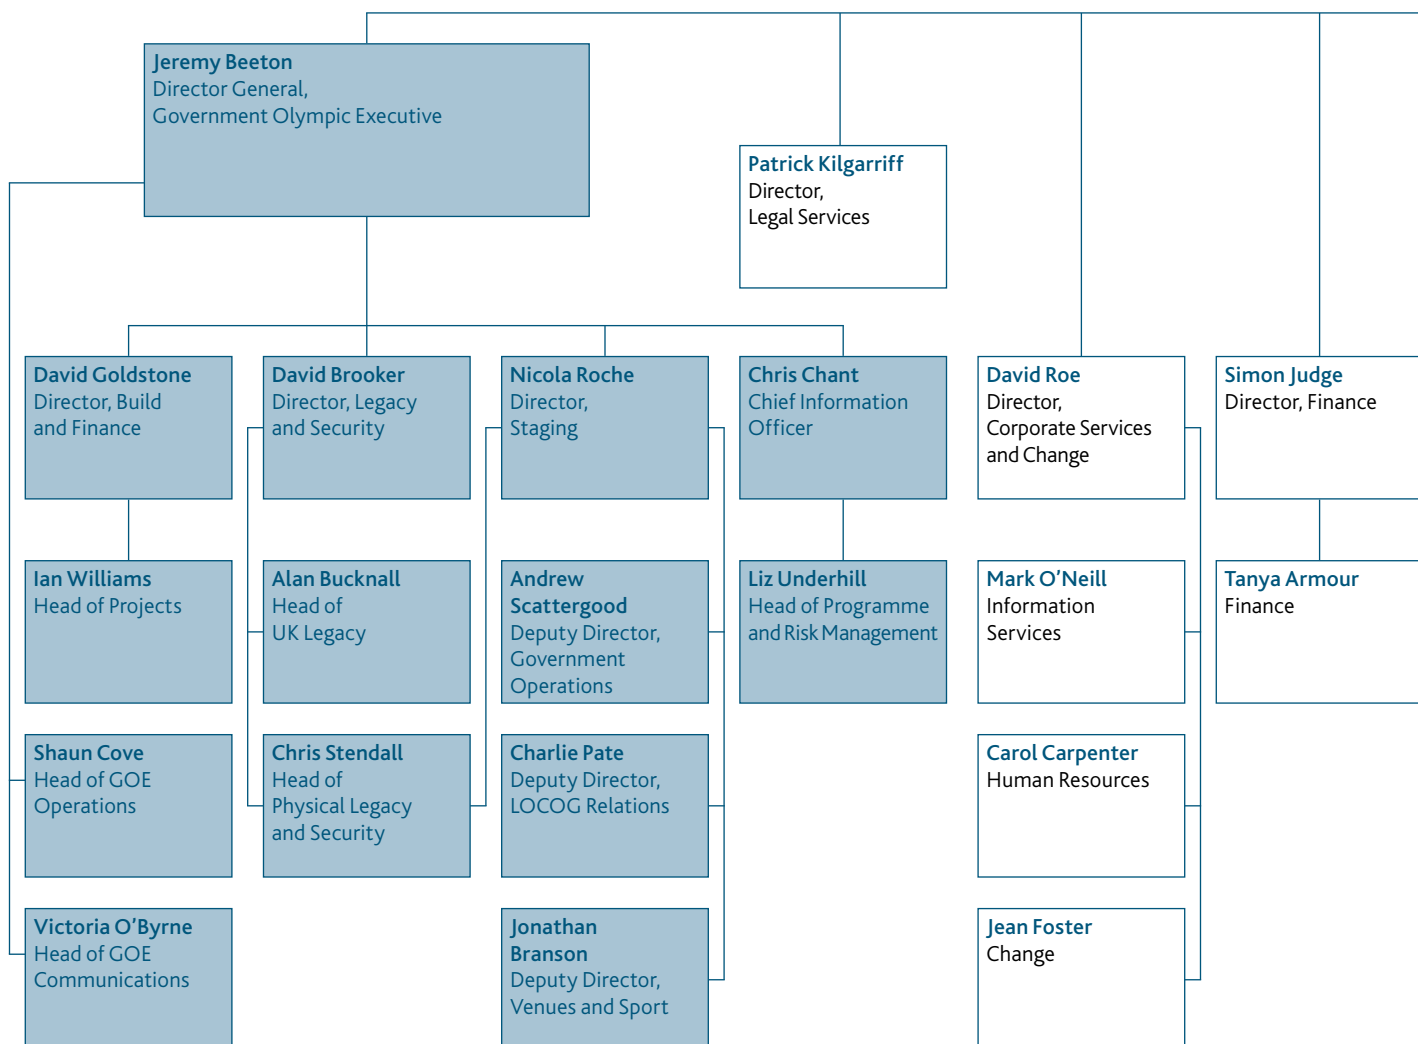 Jeremy Beeton
Director General,
Government Olympic Executive
Patrick Kilgarriff
Director,
Legal Services
David Goldstone
Director, Build
and Finance
David Brooker
Director, Legacy
and Security
Nicola Roche
Director,
Staging
Chris Chant
Chief Information
Officer
David Roe
Director,
Corporate Services
and Change
Simon Judge
Director, Finance
Ian Williams
Head of Projects
Alan Bucknall
Head of
UK Legacy
Andrew
Scattergood
Deputy Director,
Government
Operations
Liz Underhill
Head of Programme
and Risk Management
Mark O’Neill
Information
Services
Tanya Armour
Finance
Shaun Cove
Head of GOE
Operations
Chris Stendall
Head of
Physical Legacy
and Security
Charlie Pate
Deputy Director,
LOCOG Relations
Carol Carpenter
Human Resources
Victoria O’Byrne
Head of GOE
Communications
Jonathan
Branson
Deputy Director,
Venues and Sport
Jean Foster
Change